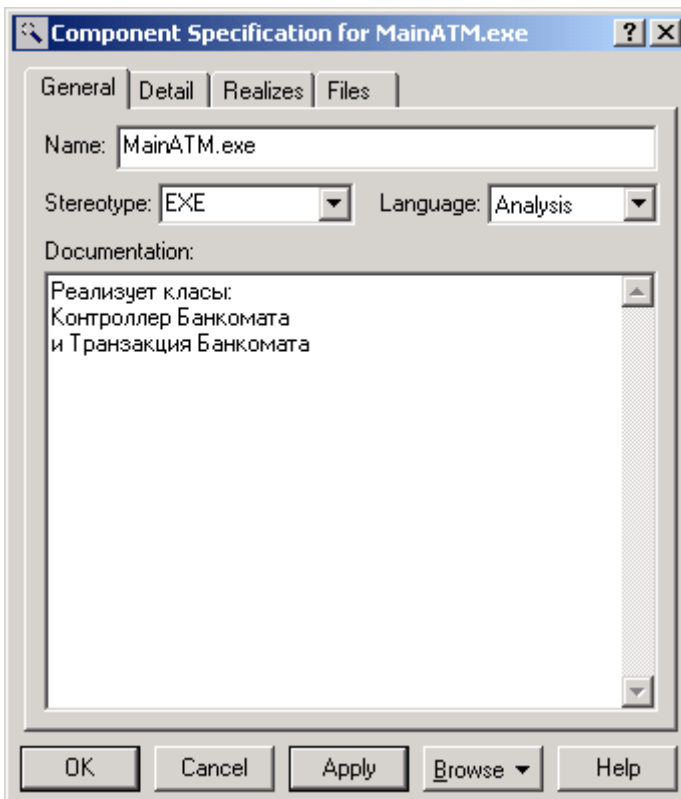 Component Specification for MainATM.exe
General Detail Realizes Files
Name: MainATM.exe
Stereotype: EXE Language: Analysis
Documentation:
Реализует класы:
Контроллер Банкомата
и Транзакция Банкомата
OK Cancel Apply Browse Help